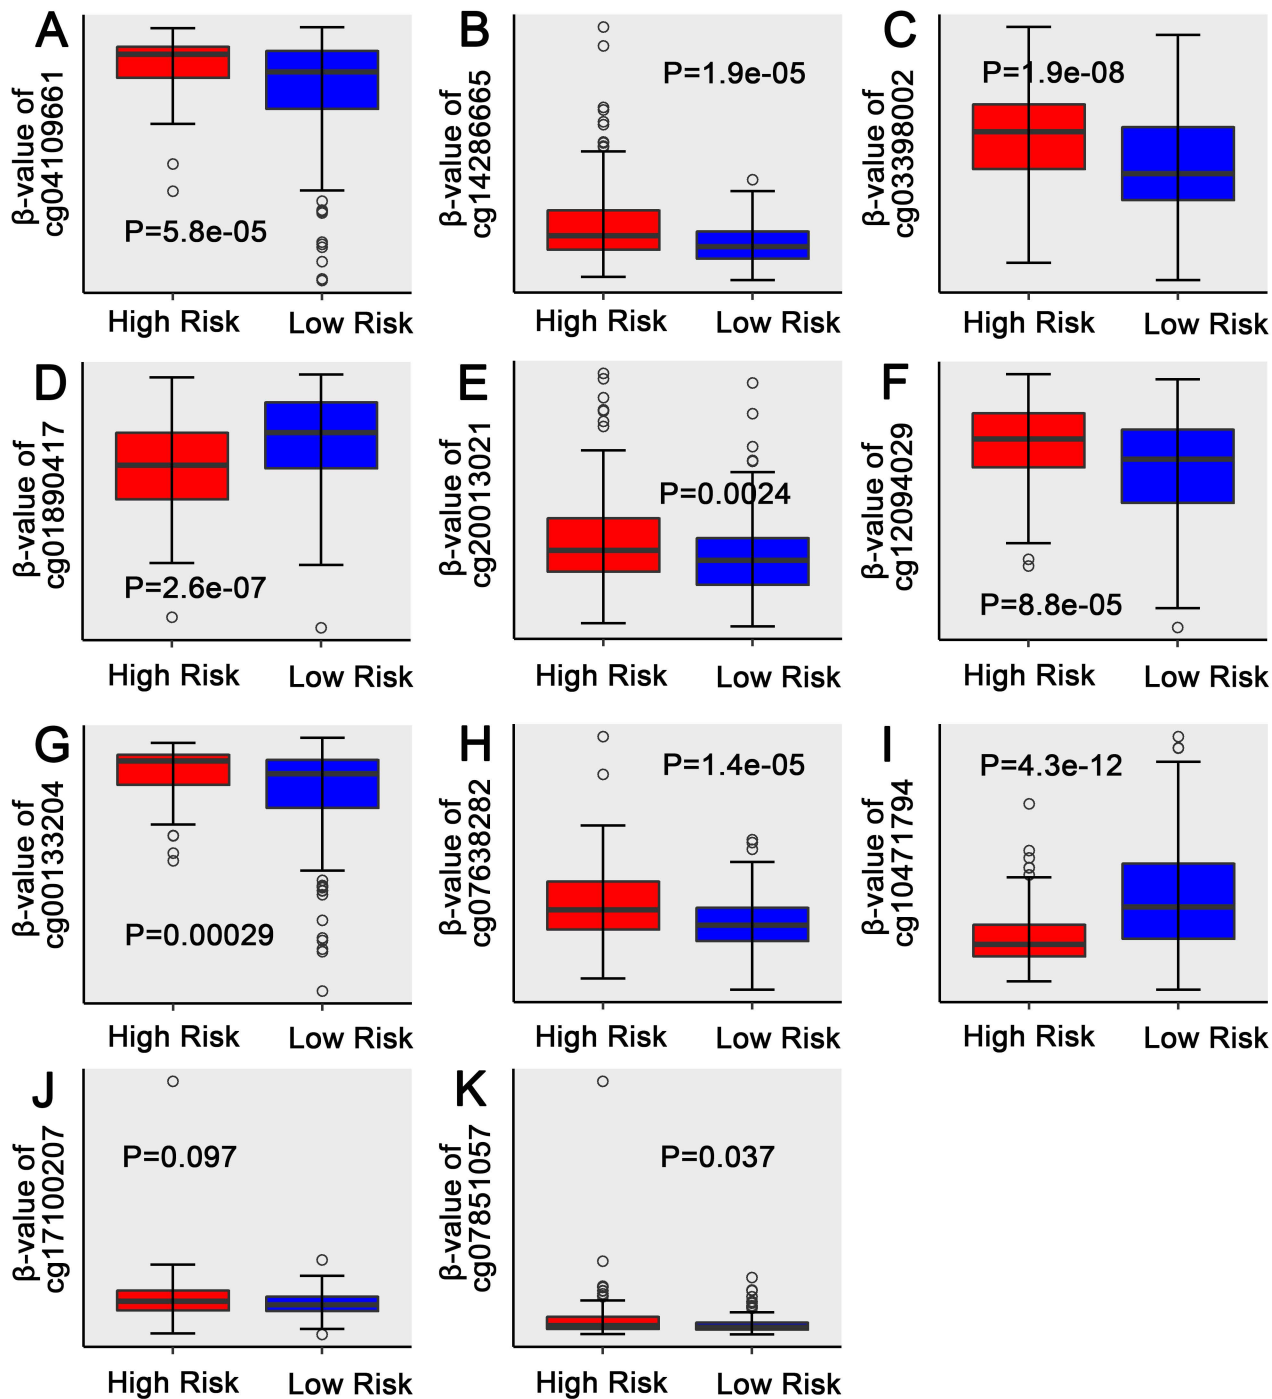 A
β-value of
cg04109661
P=5.8e-05
High Risk
Low Risk
B
β-value of
cg14286665
P=1.9e-05
High Risk
Low Risk
C
β-value of
cg03398002
P=1.9e-08
High Risk
Low Risk
D
β-value of
cg01890417
P=2.6e-07
High Risk
Low Risk
E
β-value of
cg20013021
P=0.0024
High Risk
Low Risk
F
β-value of
cg12094029
P=8.8e-05
High Risk
Low Risk
G
β-value of
cg00133204
P=0.00029
High Risk
Low Risk
H
β-value of
cg07638282
P=1.4e-05
High Risk
Low Risk
I
β-value of
cg10471794
P=4.3e-12
High Risk
Low Risk
J
β-value of
cg17100207
P=0.097
High Risk
Low Risk
K
β-value of
cg07851057
P=0.037
High Risk
Low Risk